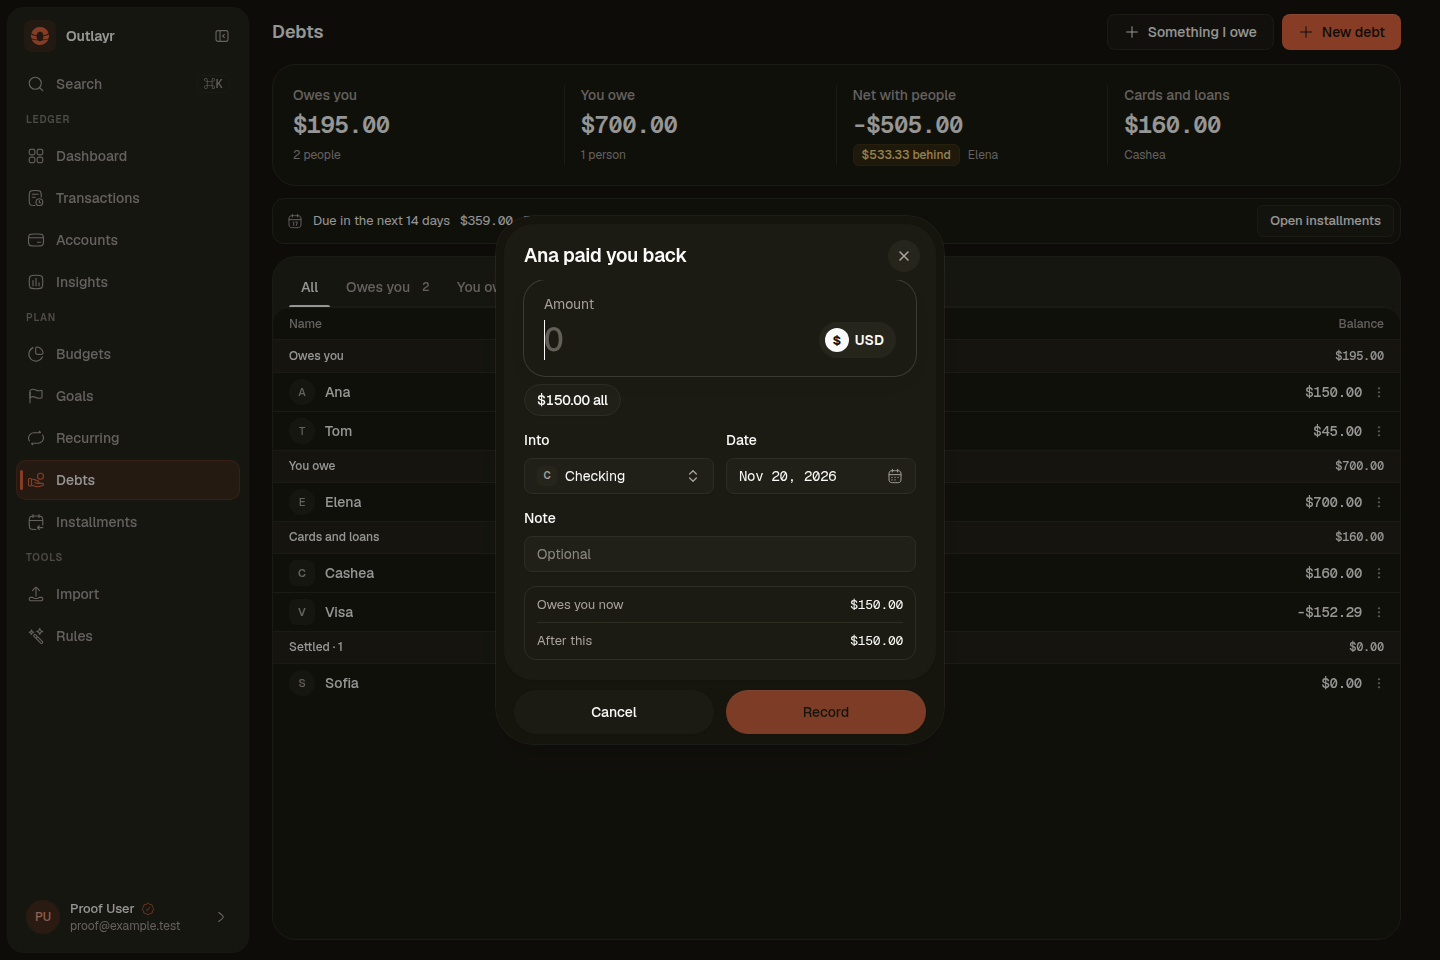 Outlayr
Search ⌘K
LEDGER
Dashboard
Transactions
Accounts
Insights
PLAN
Budgets
Goals
Recurring
Debts
Installments
TOOLS
Import
Rules
PU
Proof User
proof@example.test
Debts
Something I owe
New debt
Owes you
$195.00
2 people
You owe
$700.00
1 person
Net with people
-$505.00
$533.33 behind Elena
Cards and loans
$160.00
Cashea
Due in the next 14 days $359.00
Open installments
All Owes you 2
Name Balance
Owes you $195.00
A Ana $150.00
T Tom $45.00
You owe $700.00
E Elena $700.00
Cards and loans $160.00
C Cashea $160.00
V Visa -$152.29
Settled · 1 $0.00
S Sofia $0.00
Ana paid you back
Amount
0 $ USD
$150.00 all
Into Date
C Checking Nov 20, 2026
Note
Optional
Owes you now $150.00
After this $150.00
Cancel Record